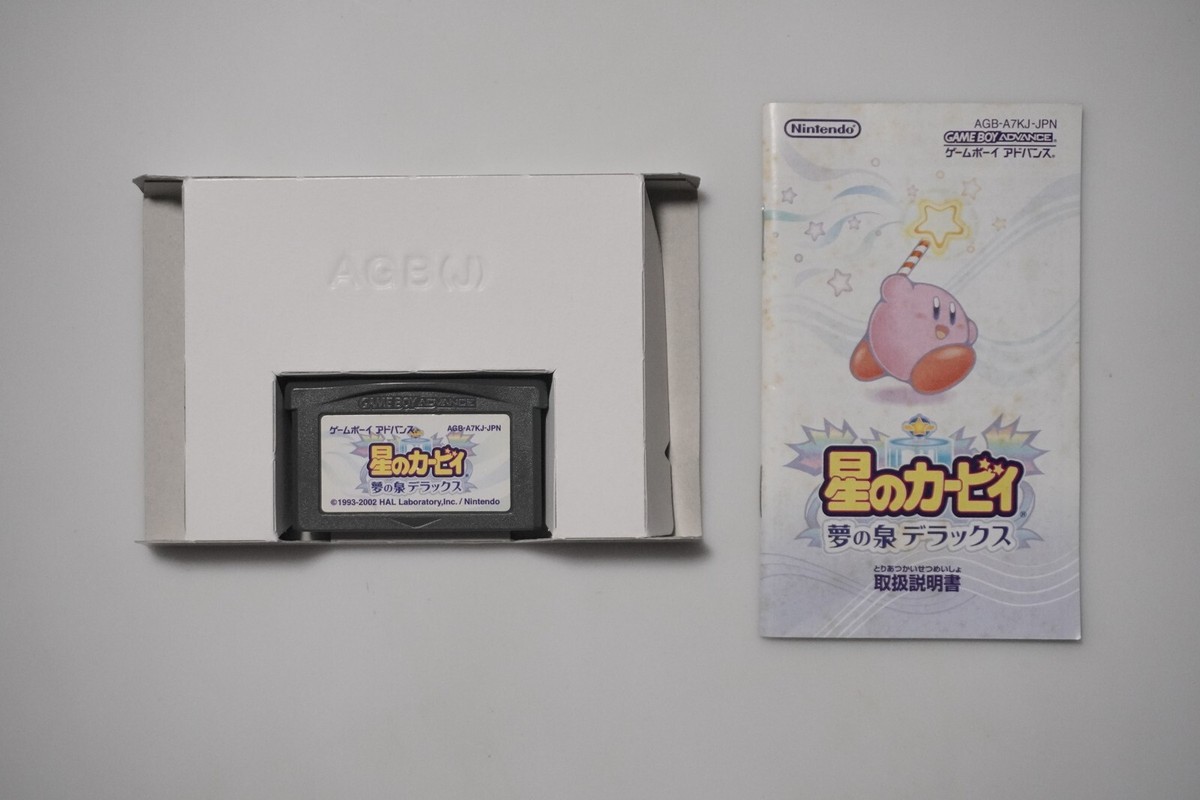 AGB(J)
GAME BOY ADVANCE
ゲームボーイ アドバンス®
AGB-A7KJ-JPN
星のカービィ®
夢の泉 デラックス
©1993-2002 HAL Laboratory,Inc. / Nintendo
Nintendo®
AGB-A7KJ-JPN
GAME BOY ADVANCE®
ゲームボーイ アドバンス®
星のカービィ®
夢の泉 デラックス
とりあつかいせつめいしょ
取扱説明書